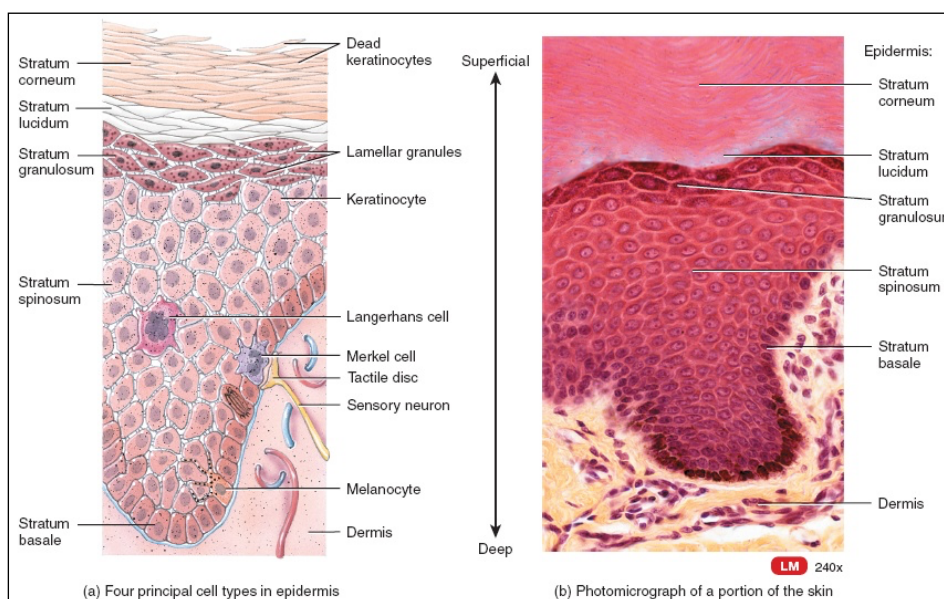 Stratum
corneum
Stratum
lucidum
Stratum
granulosum
Stratum
spinosum
Stratum
basale
Dead
keratinocytes
Lamellar granules
Keratinocyte
Langerhans cell
Merkel cell
Tactile disc
Sensory neuron
Melanocyte
Dermis
(a) Four principal cell types in epidermis
Superficial
Deep
Epidermis:
Stratum
corneum
Stratum
lucidum
Stratum
granulosum
Stratum
spinosum
Stratum
basale
Dermis
LM 240x
(b) Photomicrograph of a portion of the skin